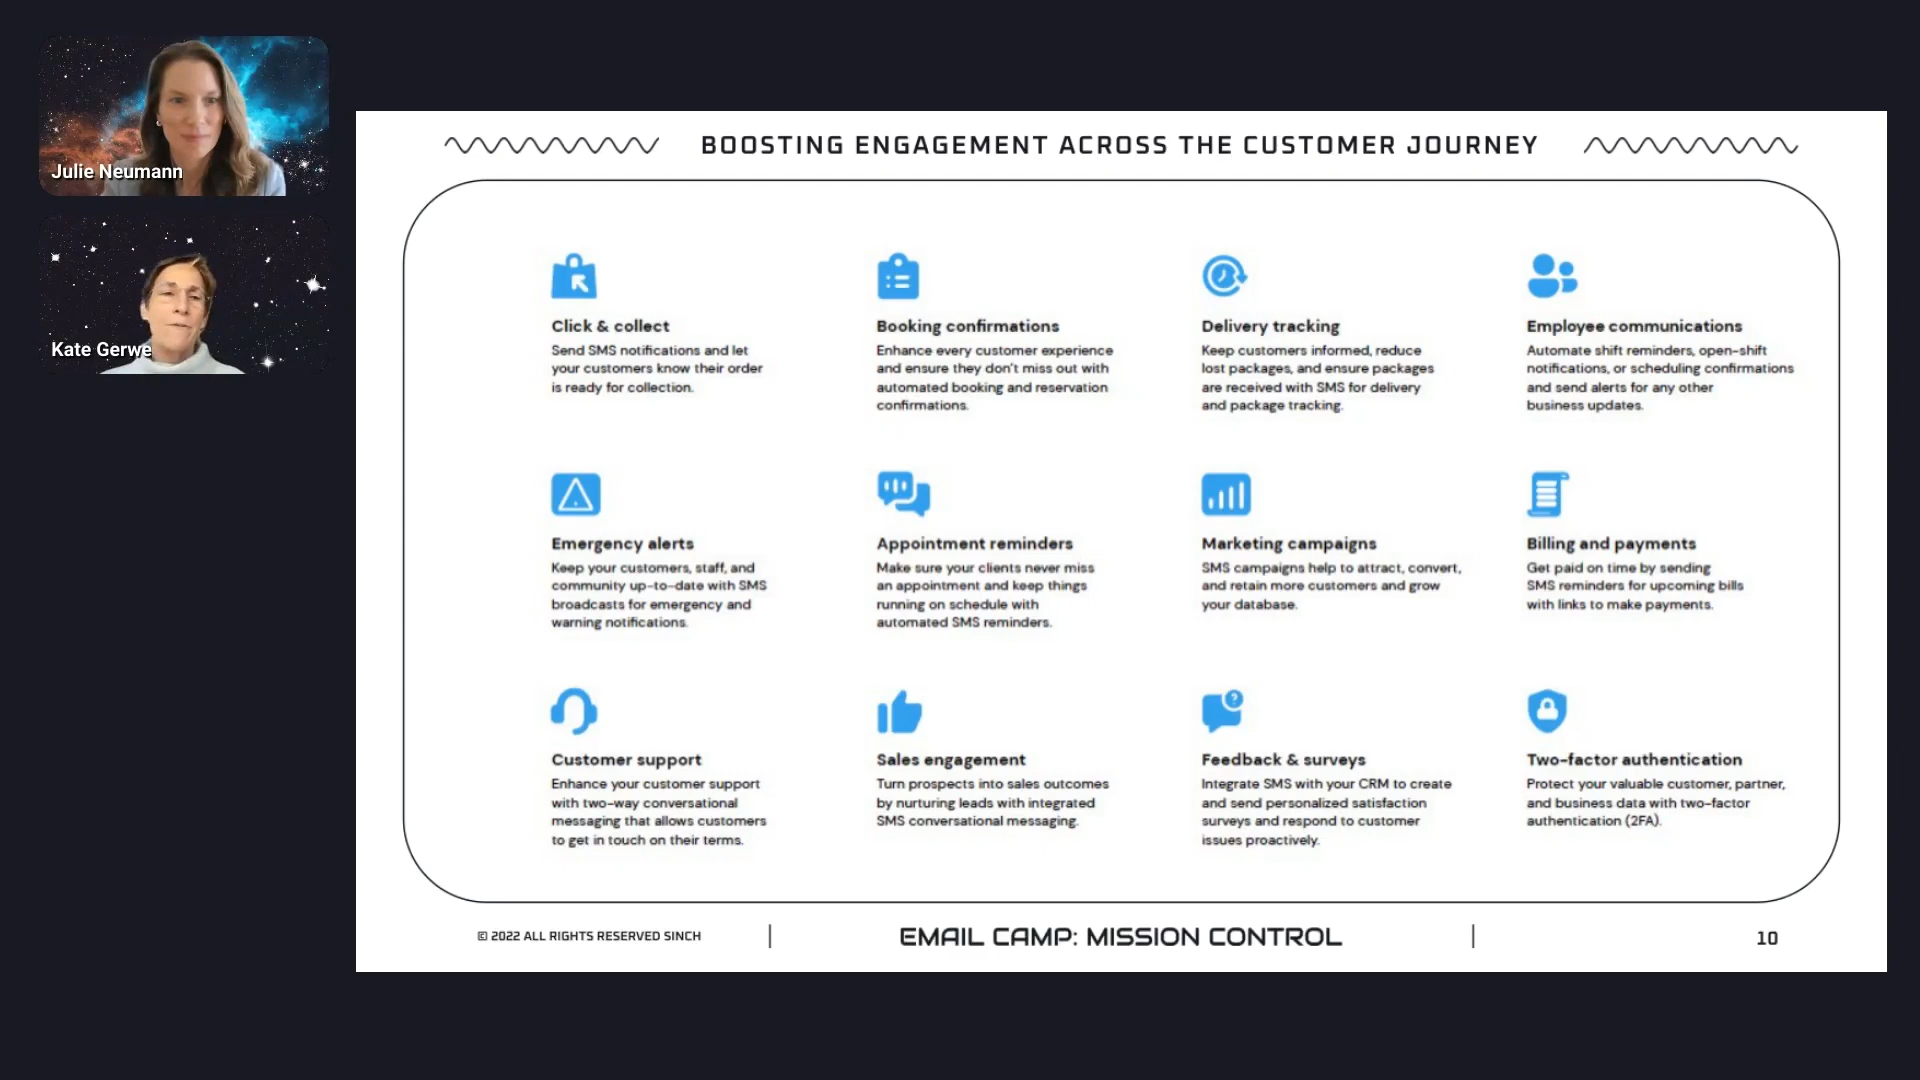 Julie Neumann
Kate Gerwe
BOOSTING ENGAGEMENT ACROSS THE CUSTOMER JOURNEY
Click & collect
Send SMS notifications and let
your customers know their order
is ready for collection.
Booking confirmations
Enhance every customer experience
and ensure they don't miss out with
automated booking and reservation
confirmations.
Delivery tracking
Keep customers informed, reduce
lost packages, and ensure packages
are received with SMS for delivery
and package tracking.
Employee communications
Automate shift reminders, open-shift
notifications, or scheduling confirmations
and send alerts for any other
business updates.
Emergency alerts
Keep your customers, staff, and
community up-to-date with SMS
broadcasts for emergency and
warning notifications.
Appointment reminders
Make sure your clients never miss
an appointment and keep things
running on schedule with
automated SMS reminders.
Marketing campaigns
SMS campaigns help to attract, convert,
and retain more customers and grow
your database.
Billing and payments
Get paid on time by sending
SMS reminders for upcoming bills
with links to make payments.
Customer support
Enhance your customer support
with two-way conversational
messaging that allows customers
to get in touch on their terms.
Sales engagement
Turn prospects into sales outcomes
by nurturing leads with integrated
SMS conversational messaging.
Feedback & surveys
Integrate SMS with your CRM to create
and send personalized satisfaction
surveys and respond to customer
issues proactively.
Two-factor authentication
Protect your valuable customer, partner,
and business data with two-factor
authentication (2FA).
© 2022 ALL RIGHTS RESERVED SINCH
EMAIL CAMP: MISSION CONTROL
10